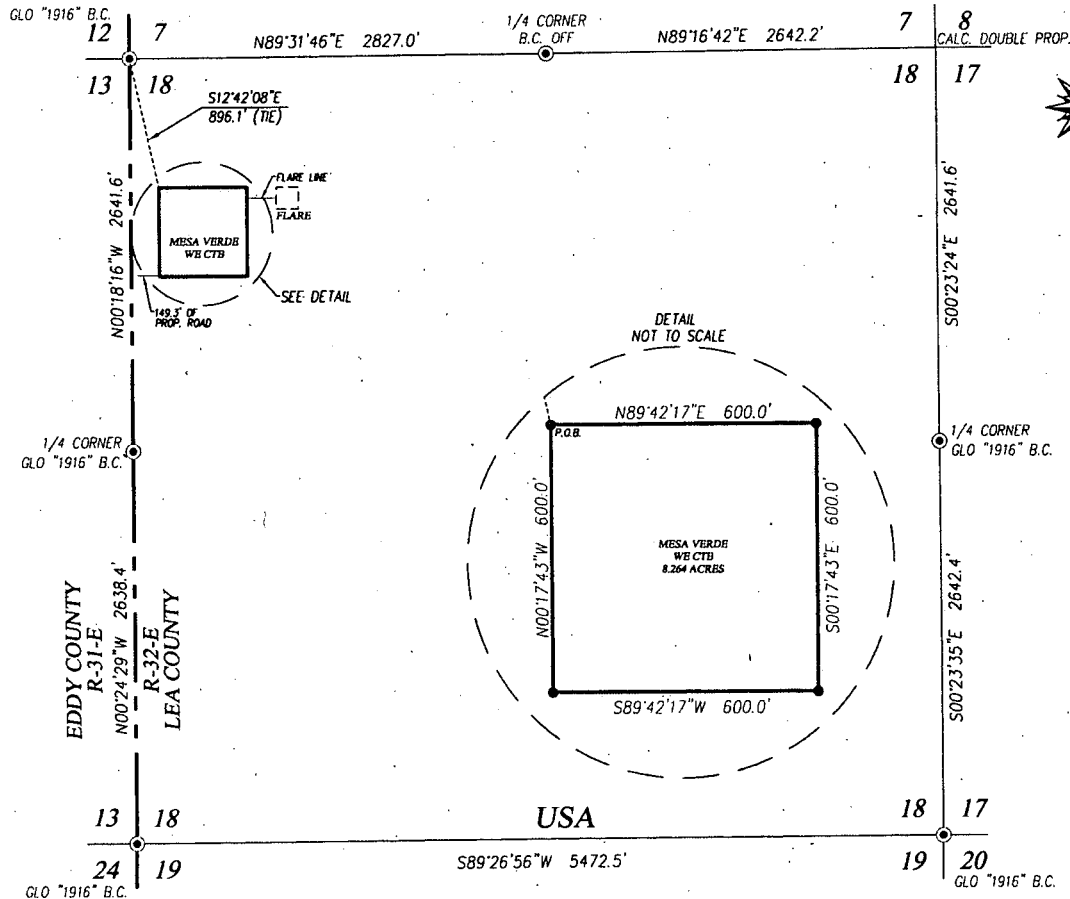 GLO "1916" B.C.
12 7
N89°31'46"E 2827.0'
1/4 CORNER
B.C. OFF
N89°16'42"E 2642.2'
7 8
CALC. DOUBLE PROP.
13 18
18 17
S12°42'08"E
896.1' (TIE)
N00°18'16"W 2641.6'
FLARE LINE
FLARE
MESA VERDE
WE CTB
SEE DETAIL
149.3' OF
PROP. ROAD
S00°23'24"E 2641.6'
DETAIL
NOT TO SCALE
N89°42'17"E 600.0'
P.O.B.
1/4 CORNER
GLO "1916" B.C.
1/4 CORNER
GLO "1916" B.C.
N00°17'43"W 600.0'
S00°17'43"E 600.0'
MESA VERDE
WE CTB
8.264 ACRES
S89°42'17"W 600.0'
EDDY COUNTY
R-31-E
N00°24'29"W 2638.4'
R-32-E
LEA COUNTY
S00°23'35"E 2642.4'
13 18
USA
18 17
24 19
S89°26'56"W 5472.5'
19 20
GLO "1916" B.C.
GLO "1916" B.C.